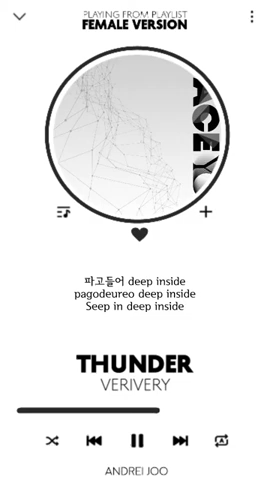 PLAYING FROM PLAYLIST
FEMALE VERSION
파고들어 deep inside
pagodeureo deep inside
Seep in deep inside
THUNDER
VERIVERY
ANDREI JOO